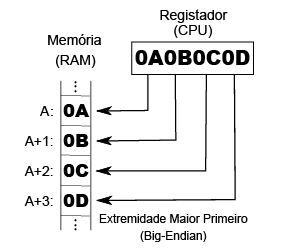 Registador
(CPU)
0A0B0C0D
Memória
(RAM)
A: 0A
A+1: 0B
A+2: 0C
A+3: 0D
Extremidade Maior Primeiro
(Big-Endian)